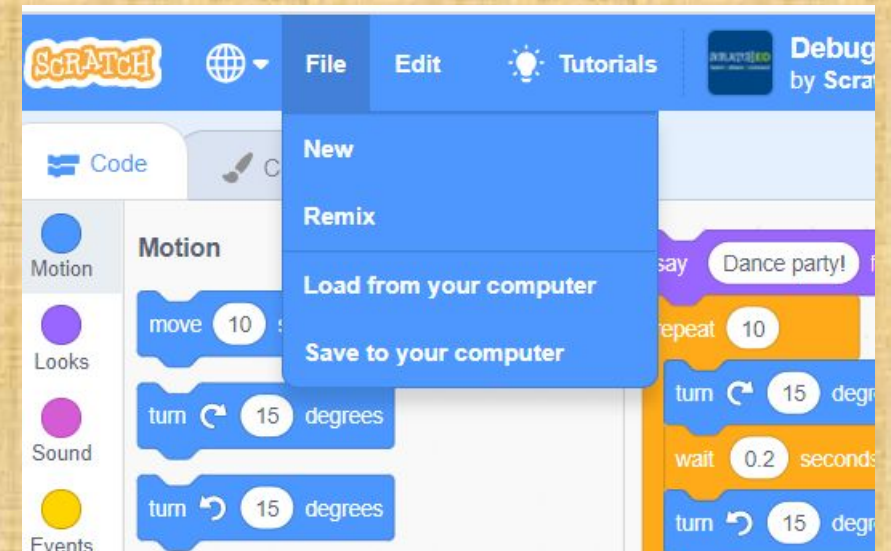 SCRATCH File Edit Tutorials Debug
by Scra
Code C
New
Remix
Load from your computer
Save to your computer
Motion
Looks
Sound
Events
Motion
move 10
turn 15 degrees
turn 15 degrees
say Dance party!
repeat 10
turn 15 degr
wait 0.2 seconds
turn 15 degr